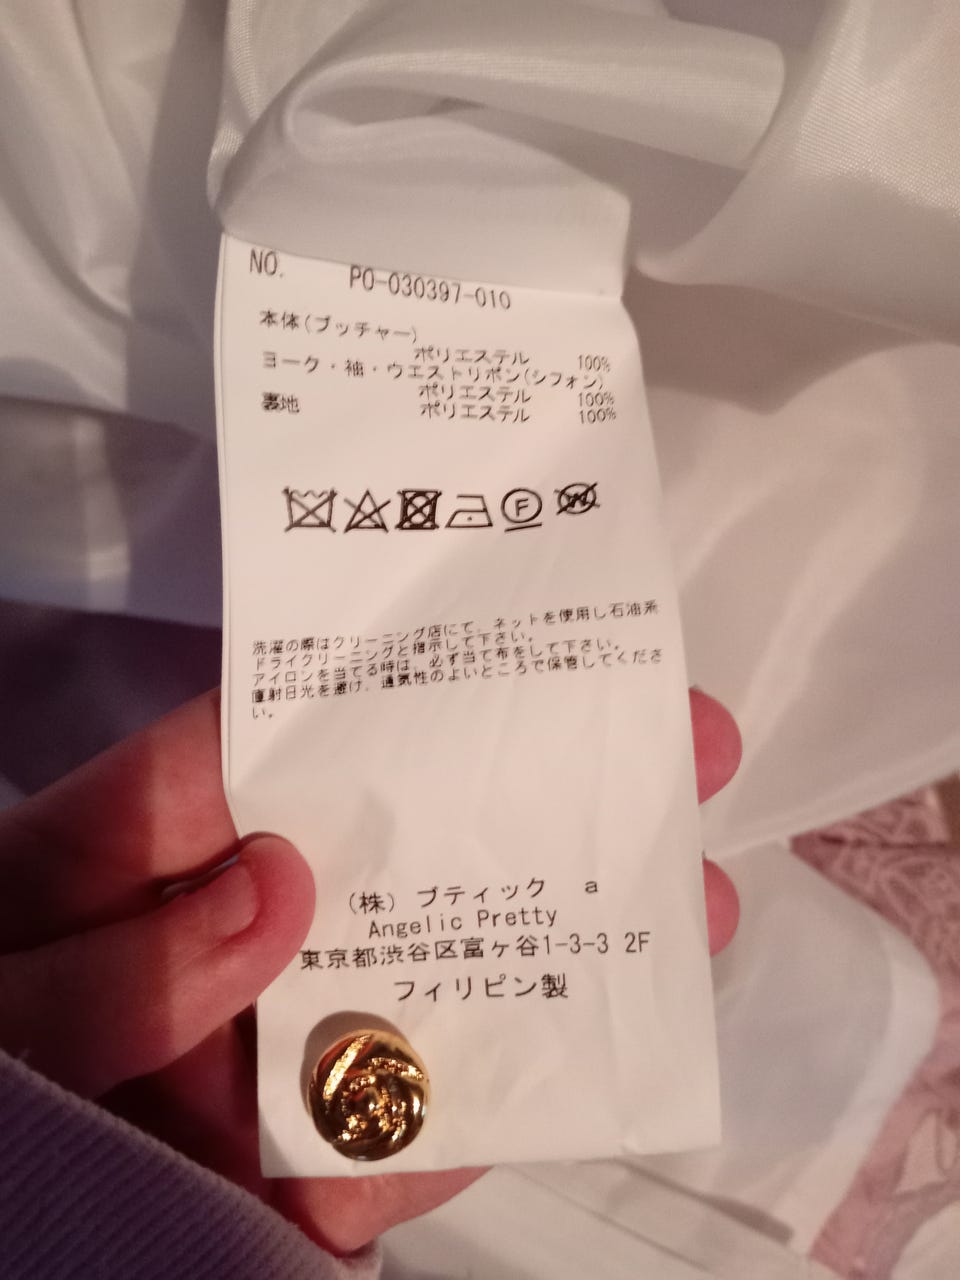 NO. PO-030397-010
本体(ブッチャー)
ポリエステル 100%
ヨーク・袖・ウエストリボン(シフォン)
ポリエステル 100%
裏地 ポリエステル 100%
F
W
洗濯の際はクリーニング店にて、ネットを使用し石油系
ドライクリーニングと指示して下さい。
アイロンを当てる時は、必ず当て布をして下さい。
直射日光を避け、通気性のよいところで保管してくださ
い。
(株) ブティック a
Angelic Pretty
東京都渋谷区富ヶ谷1-3-3 2F
フィリピン製